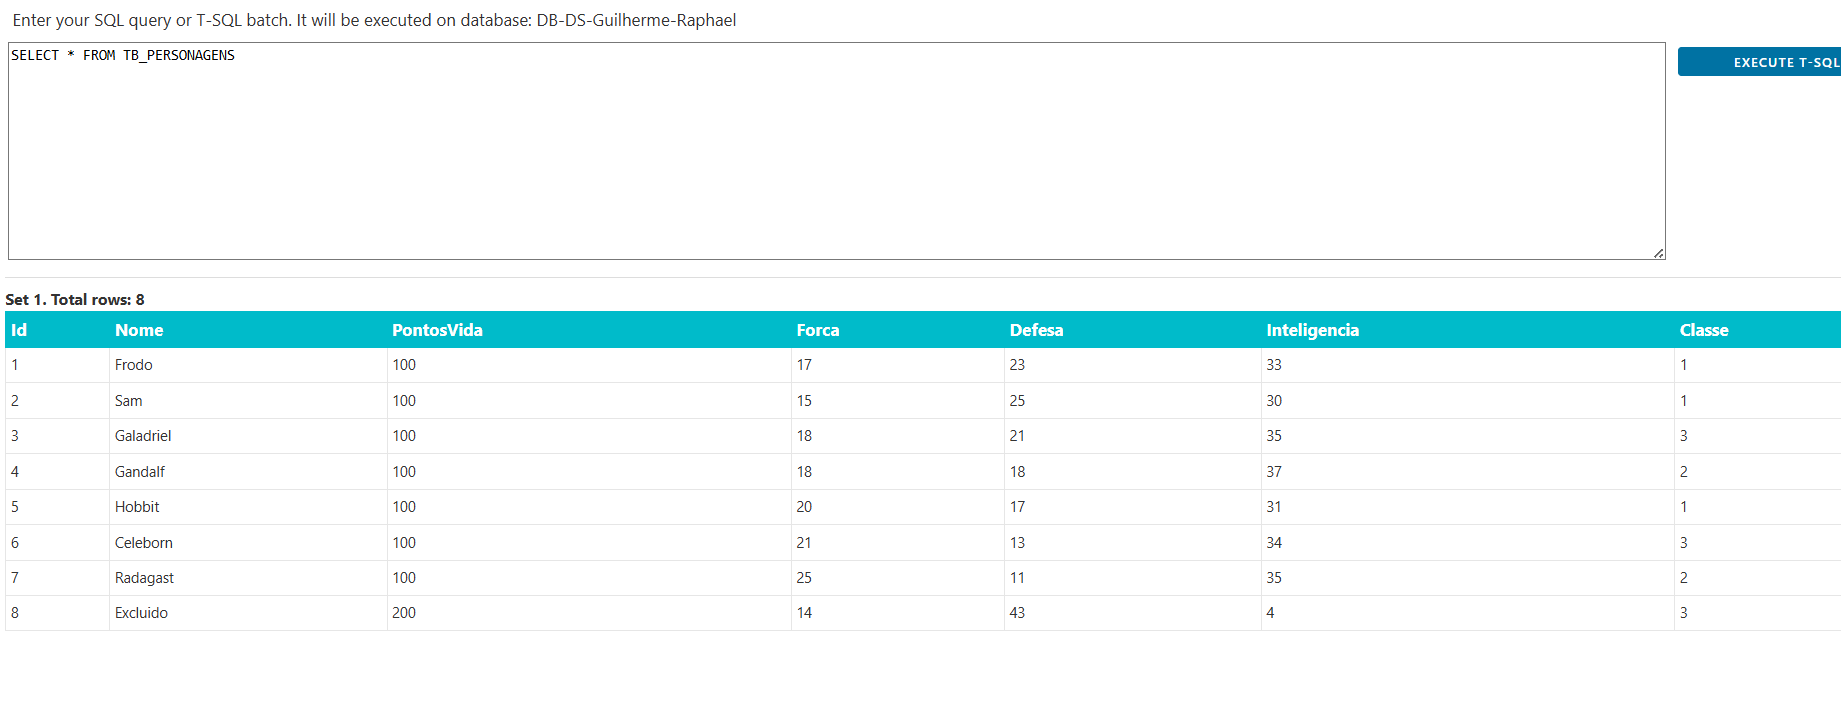 Enter your SQL query or T-SQL batch. It will be executed on database: DB-DS-Guilherme-Raphael
SELECT * FROM TB_PERSONAGENS
EXECUTE T-SQL
Set 1. Total rows: 8
Id Nome PontosVida Forca Defesa Inteligencia Classe
1 Frodo 100 17 23 33 1
2 Sam 100 15 25 30 1
3 Galadriel 100 18 21 35 3
4 Gandalf 100 18 18 37 2
5 Hobbit 100 20 17 31 1
6 Celeborn 100 21 13 34 3
7 Radagast 100 25 11 35 2
8 Excluido 200 14 43 4 3